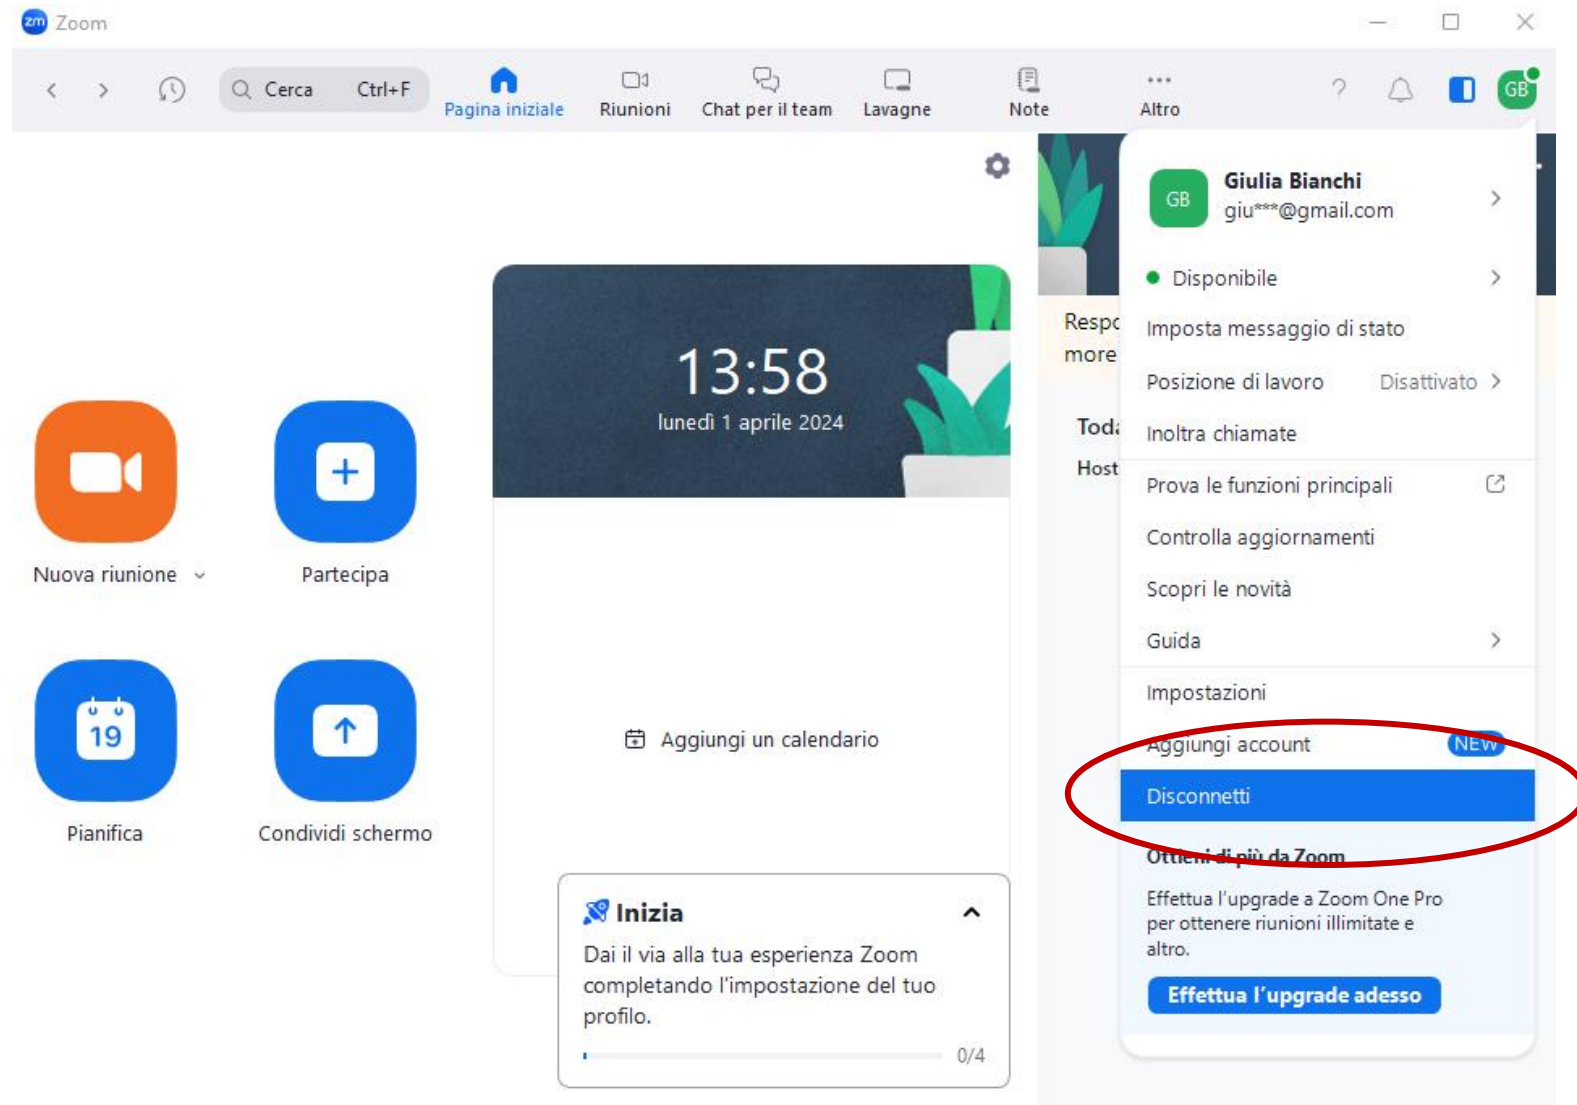 zm Zoom
Cerca Ctrl+F
Pagina iniziale
Riunioni
Chat per il team
Lavagne
Note
Altro
?
GB
GB
Giulia Bianchi
giu***@gmail.com
Disponibile
Imposta messaggio di stato
Posizione di lavoro Disattivato
Inoltra chiamate
Prova le funzioni principali
Controlla aggiornamenti
Scopri le novità
Guida
Impostazioni
Aggiungi account NEW
Disconnetti
Ottieni di più da Zoom
Effettua l'upgrade a Zoom One Pro
per ottenere riunioni illimitate e
altro.
Effettua l'upgrade adesso
13:58
lunedì 1 aprile 2024
Aggiungi un calendario
Nuova riunione
Partecipa
19
Pianifica
Condividi schermo
more
Host
Inizia
Dai il via alla tua esperienza Zoom
completando l'impostazione del tuo
profilo.
0/4